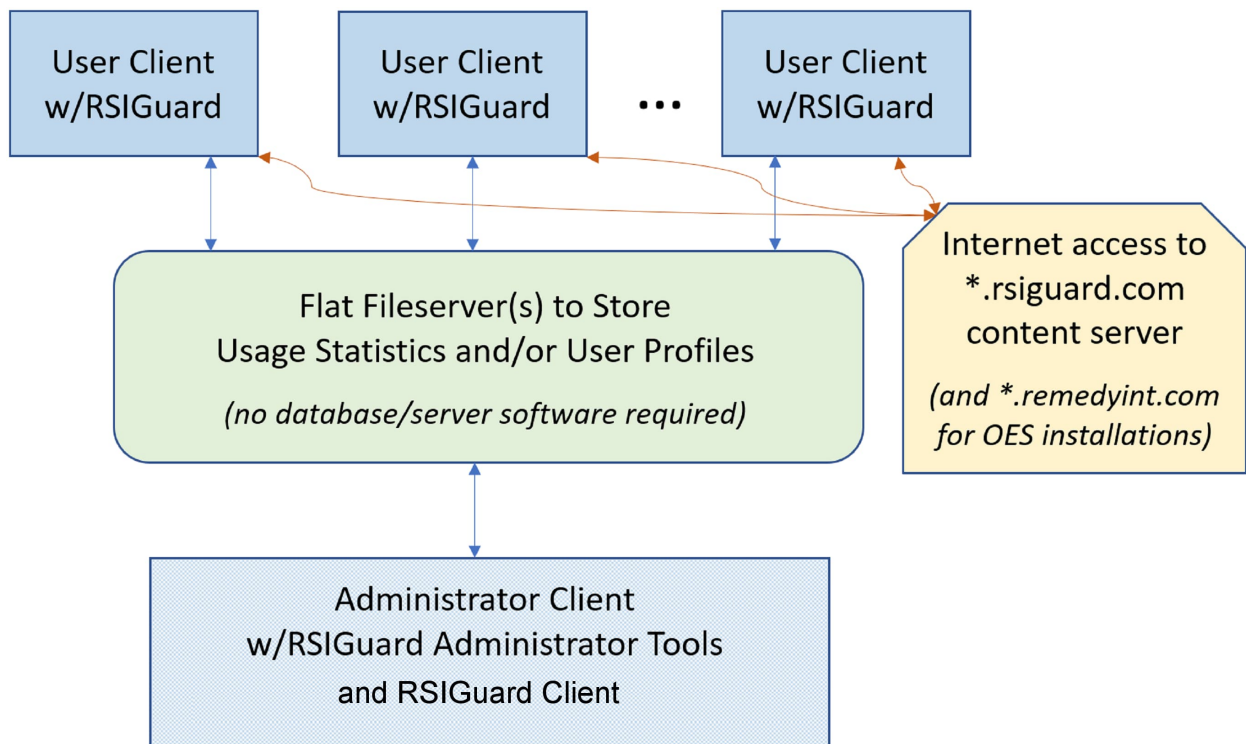 User Client
w/RSIGuard
User Client
w/RSIGuard
...
User Client
w/RSIGuard
Internet access to
*.rsiguard.com
content server
(and *.remedyint.com
for OES installations)
Flat Fileserver(s) to Store
Usage Statistics and/or User Profiles
(no database/server software required)
Administrator Client
w/RSIGuard Administrator Tools
and RSIGuard Client